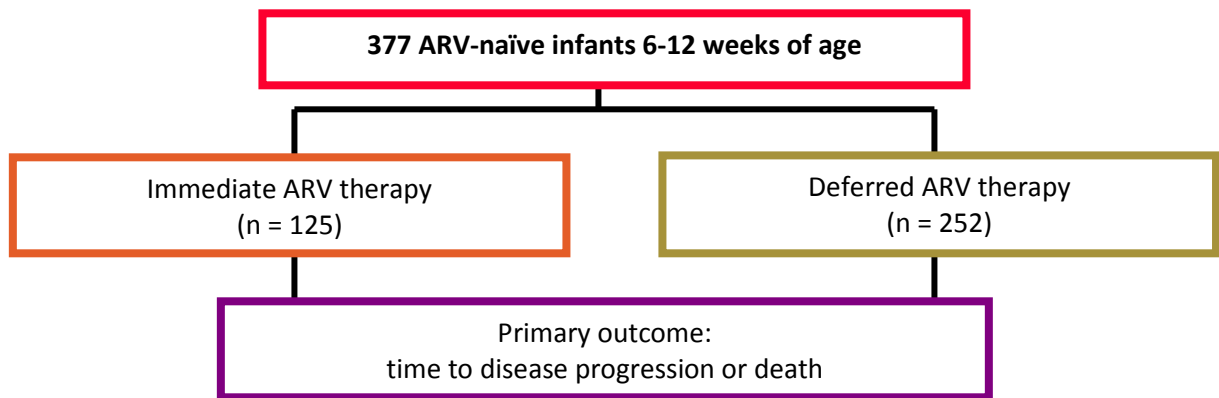 377 ARV-naïve infants 6-12 weeks of age
Immediate ARV therapy
(n = 125)
Deferred ARV therapy
(n = 252)
Primary outcome:
time to disease progression or death